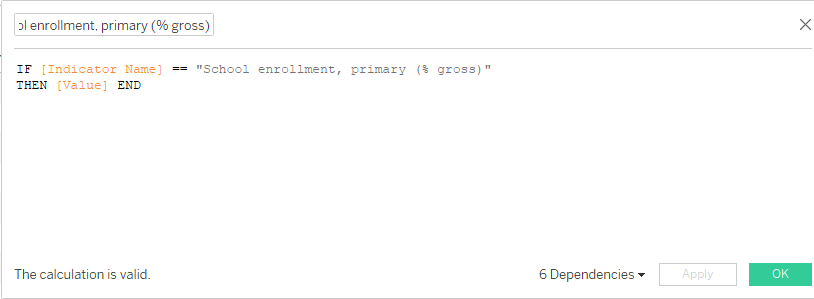 ol enrollment, primary (% gross)
IF [Indicator Name] == "School enrollment, primary (% gross)"
THEN [Value] END
The calculation is valid.
6 Dependencies
Apply
OK